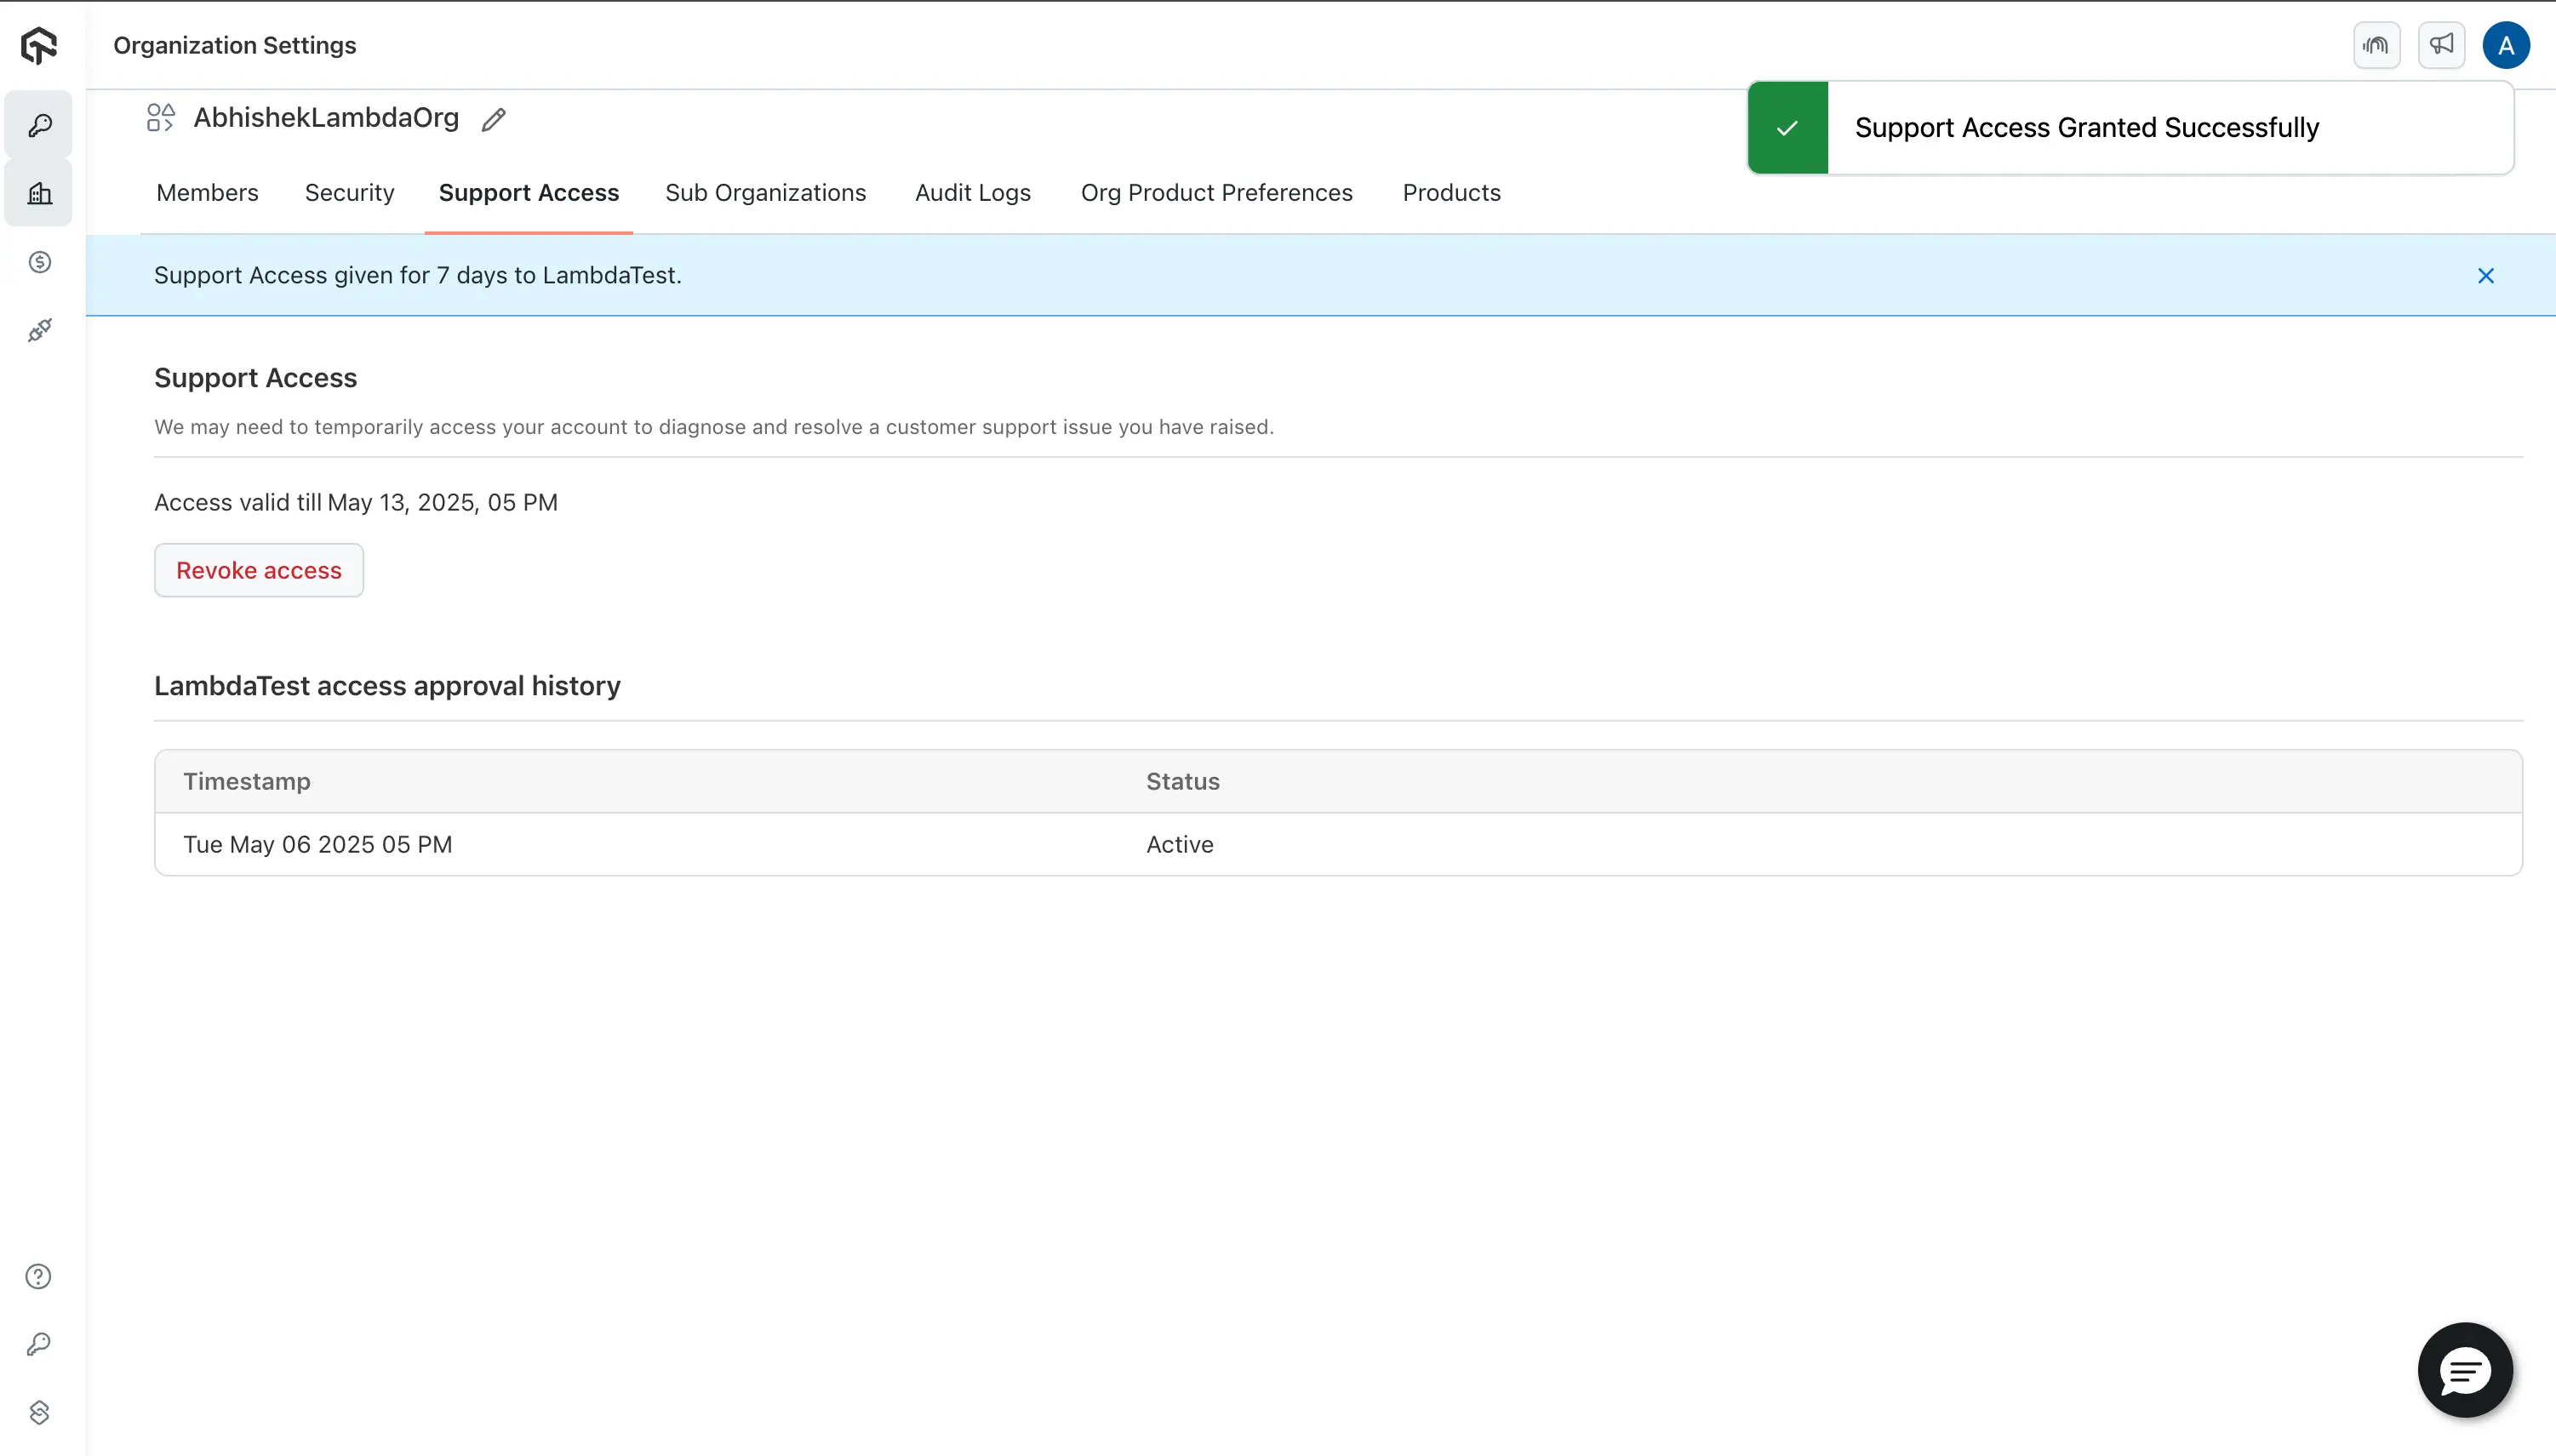 Organization Settings
A
AbhishekLambdaOrg
Support Access Granted Successfully
Members Security Support Access Sub Organizations Audit Logs Org Product Preferences Products
Support Access given for 7 days to LambdaTest.
Support Access
We may need to temporarily access your account to diagnose and resolve a customer support issue you have raised.
Access valid till May 13, 2025, 05 PM
Revoke access
LambdaTest access approval history
Timestamp Status
Tue May 06 2025 05 PM Active